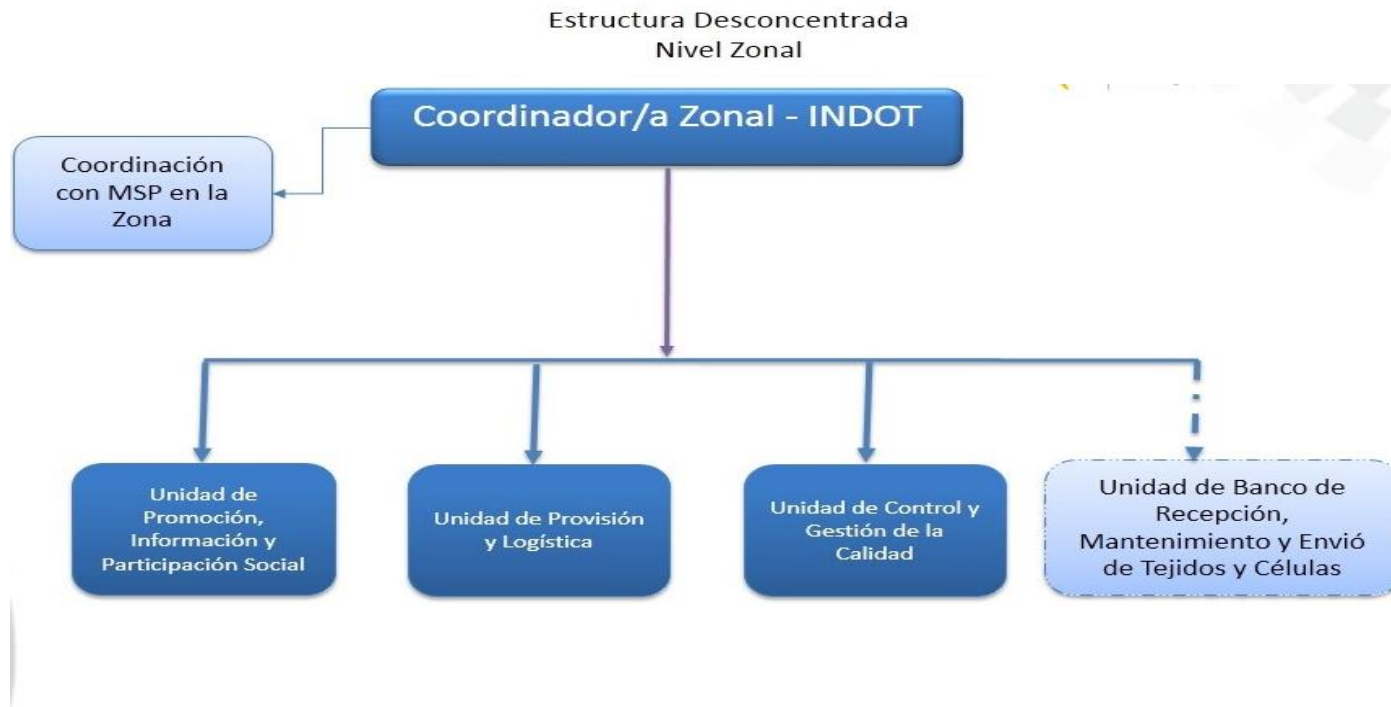 Estructura Desconcentrada
Nivel Zonal
Coordinador/a Zonal - INDOT
Coordinación
con MSP en la
Zona
Unidad de
Promoción,
Información y
Participación Social
Unidad de Provisión
y Logística
Unidad de Control y
Gestión de la
Calidad
Unidad de Banco de
Recepción,
Mantenimiento y Envió
de Tejidos y Células